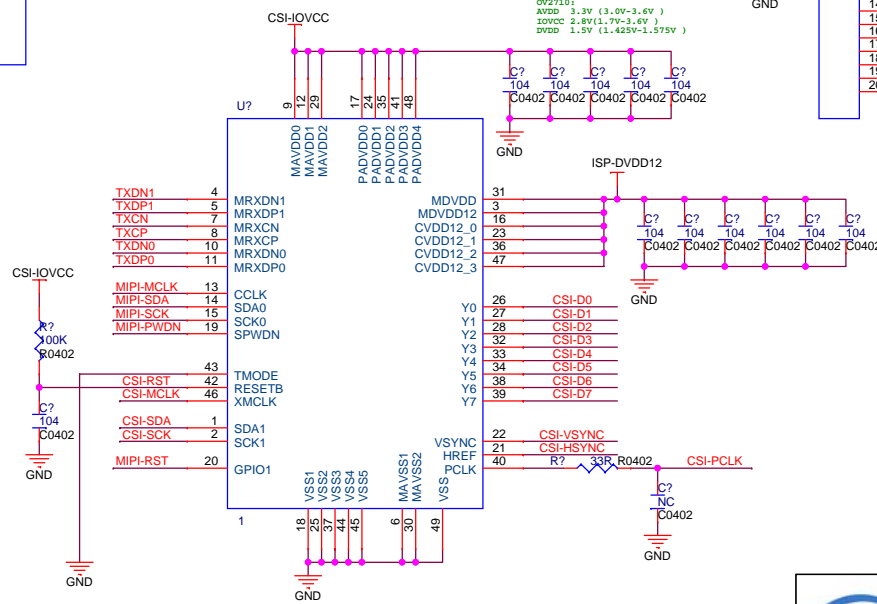 OV2710:
AVDD 3.3V (3.0V-3.6V )
IOVCC 2.8V(1.7V-3.6V )
DVDD 1.5V (1.425V-1.575V )
GND
CSI-IOVCC
C? C? C? C? C?
104 104 104 104 104
C0402 C0402 C0402 C0402 C0402
GND
U?
9 12 29 17 24 35 41 48
MAVDD0 MAVDD1 MAVDD2 PADVDD0 PADVDD1 PADVDD2 PADVDD3 PADVDD4
ISP-DVDD12
C? C? C? C? C? C?
104 104 104 104 104 104
C0402 C0402 C0402 C0402 C0402 C0402
GND
TXDN1 4 MRXDN1
TXDP1 5 MRXDP1
TXCN 7 MRXCN
TXCP 8 MRXCP
TXDN0 10 MRXDN0
TXDP0 11 MRXDP0
MDVDD 31
MDVDD12 3
CVDD12_0 16
CVDD12_1 23
CVDD12_2 36
CVDD12_3 47
MIPI-MCLK 13 CCLK
MIPI-SDA 14 SDA0
MIPI-SCK 15 SCK0
MIPI-PWDN 19 SPWDN
Y0 26 CSI-D0
Y1 27 CSI-D1
Y2 28 CSI-D2
Y3 32 CSI-D3
Y4 33 CSI-D4
Y5 34 CSI-D5
Y6 38 CSI-D6
Y7 39 CSI-D7
CSI-IOVCC
R?
100K
R0402
43 TMODE
CSI-RST 42 RESETB
CSI-MCLK 46 XMCLK
C?
104
C0402
GND
CSI-SDA 1 SDA1
CSI-SCK 2 SCK1
MIPI-RST 20 GPIO1
VSYNC 22 CSI-VSYNC
HREF 21 CSI-HSYNC
PCLK 40 R? 33R R0402 CSI-PCLK
C?
NC
C0402
GND
VSS1 VSS2 VSS3 VSS4 VSS5 MAVSS1 MAVSS2 VSS
18 25 37 44 45 6 30 49
1
GND
GND